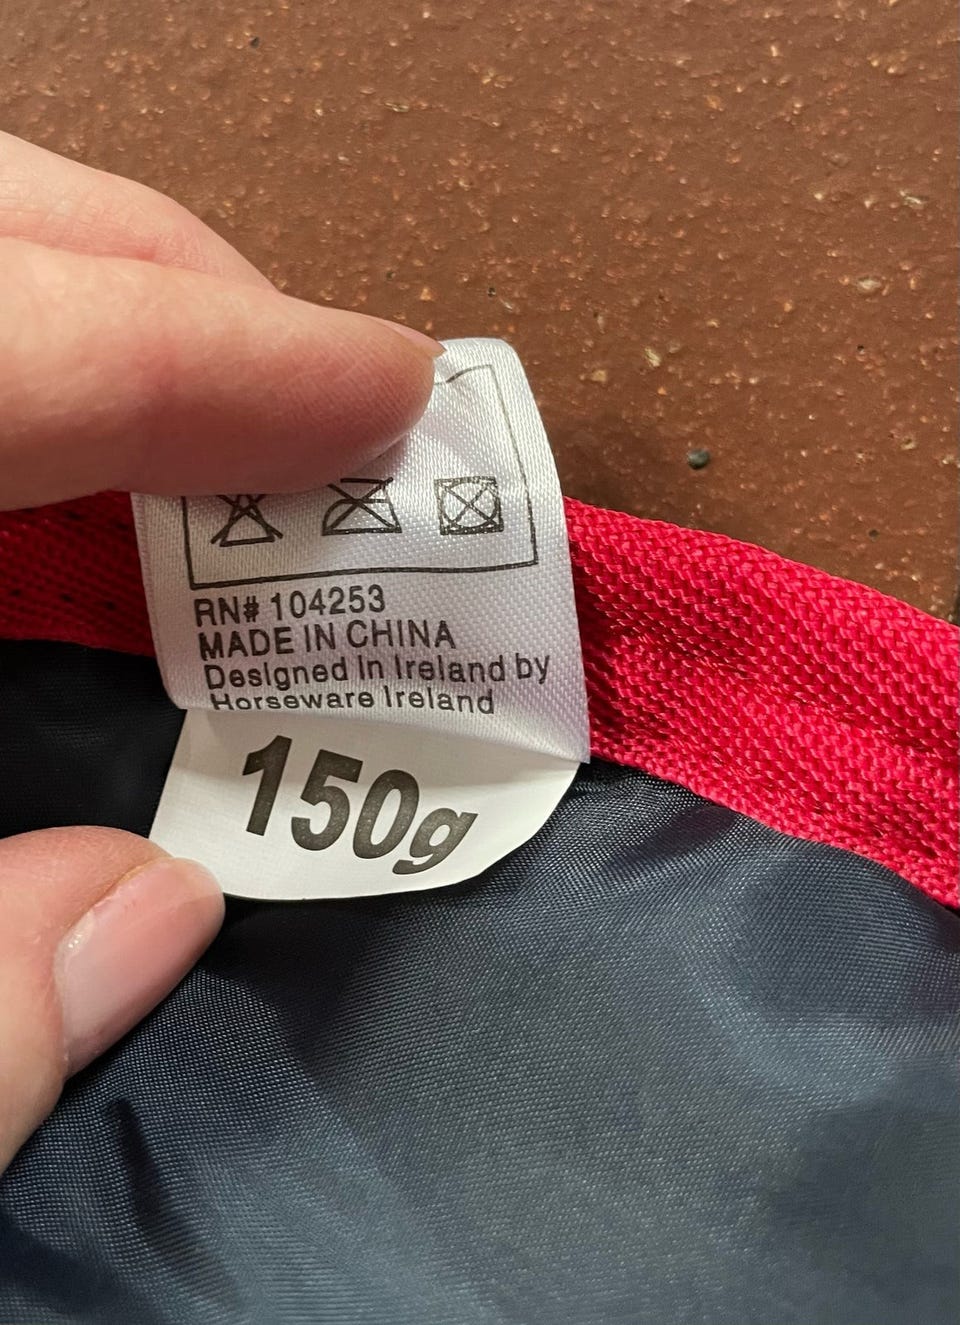 RN# 104253
MADE IN CHINA
Designed in Ireland by
Horseware Ireland
150g